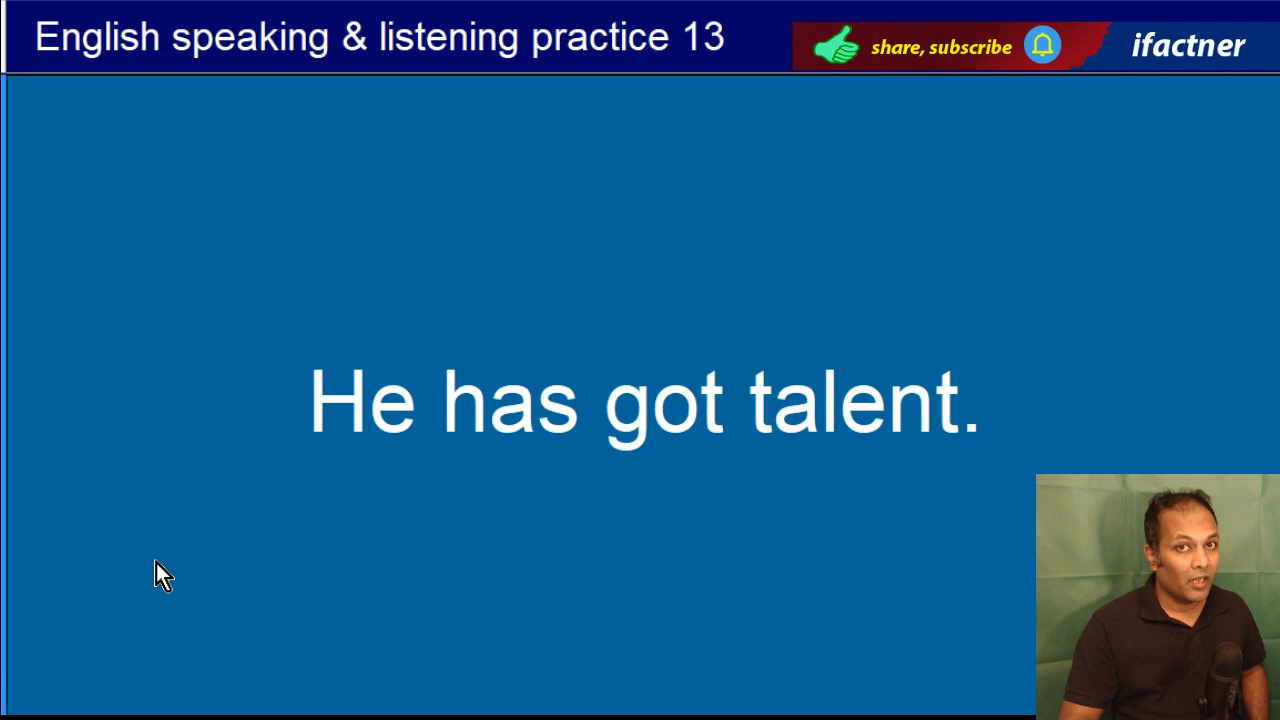 English speaking & listening practice 13
share, subscribe
ifactner
He has got talent.